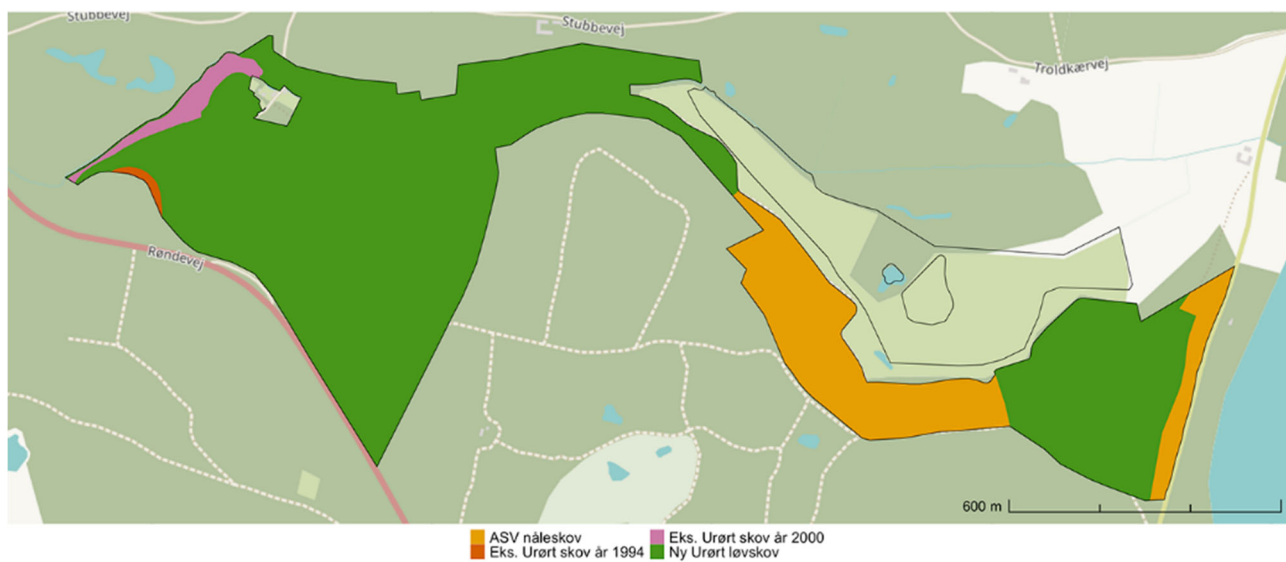 Stubbevej
Stubbevej
Troldkærvej
Røndevej
600 m
ASV nåleskov
Eks. Urørt skov år 2000
Eks. Urørt skov år 1994
Ny Urørt løvskov